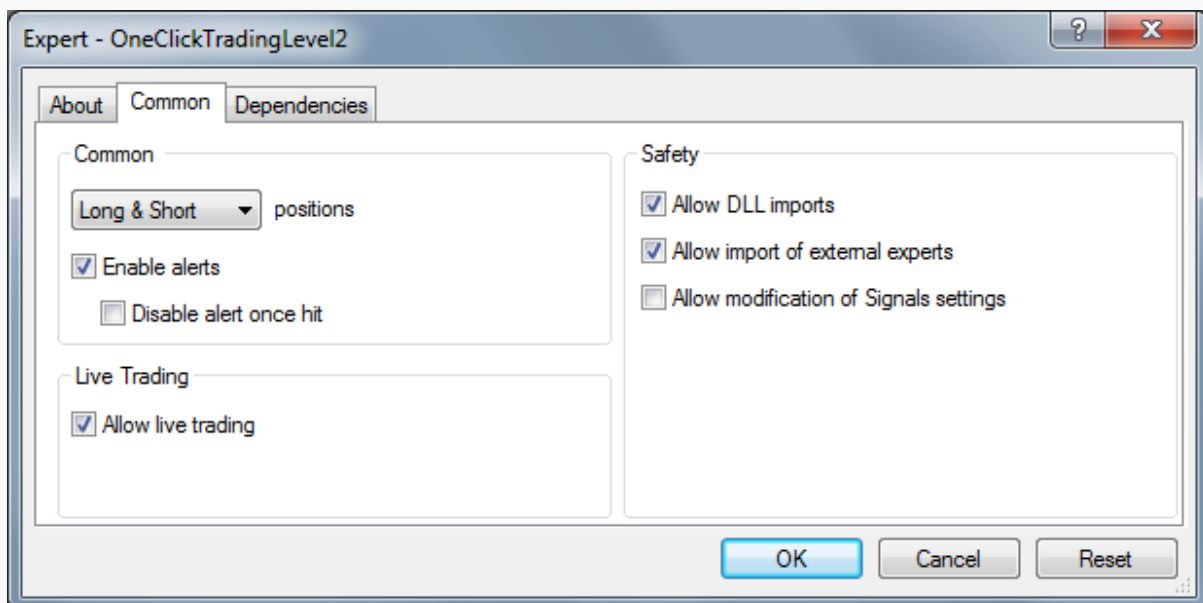 Expert - OneClickTradingLevel2
About Common Dependencies
Common
Long & Short positions
Enable alerts
Disable alert once hit
Live Trading
Allow live trading
Safety
Allow DLL imports
Allow import of external experts
Allow modification of Signals settings
OK Cancel Reset